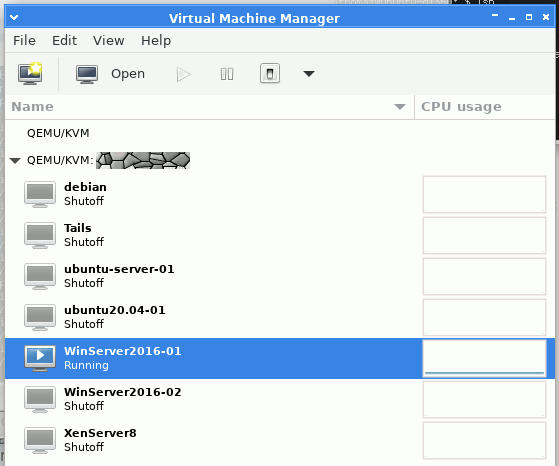 Virtual Machine Manager
File Edit View Help
Open
Name CPU usage
QEMU/KVM
QEMU/KVM:
debian
Shutoff
Tails
Shutoff
ubuntu-server-01
Shutoff
ubuntu20.04-01
Shutoff
WinServer2016-01
Running
WinServer2016-02
Shutoff
XenServer8
Shutoff